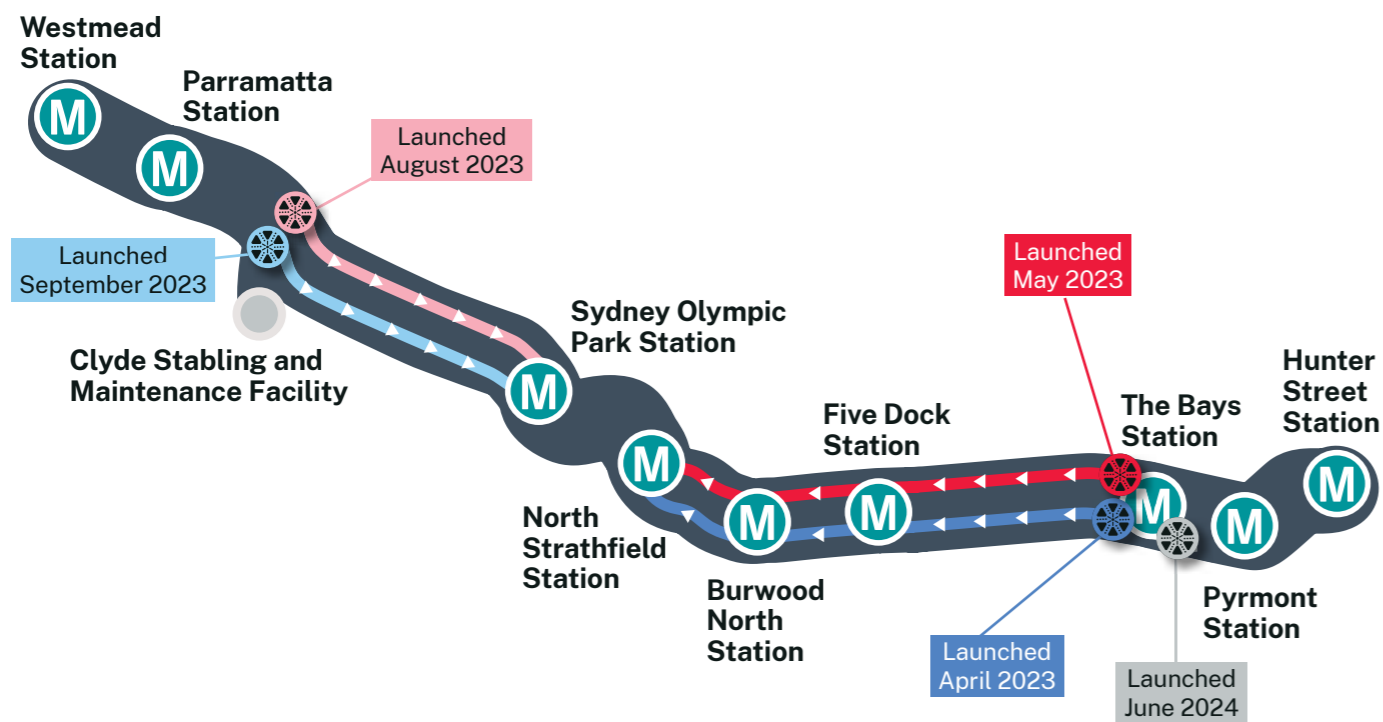 Westmead
Station
M
Parramatta
Station
M
Launched
August 2023
Launched
September 2023
Clyde Stabling and
Maintenance Facility
Sydney Olympic
Park Station
M
North
Strathfield
Station
M
Burwood
North
Station
M
Five Dock
Station
M
Launched
May 2023
The Bays
Station
M
Launched
April 2023
Launched
June 2024
Pyrmont
Station
M
Hunter
Street
Station
M